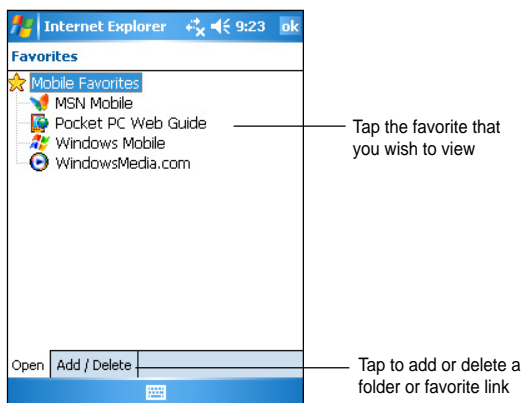 Internet Explorer 9:23 ok
Favorites
Mobile Favorites
MSN Mobile
Pocket PC Web Guide
Windows Mobile
WindowsMedia.com
Tap the favorite that
you wish to view
Open Add / Delete
Tap to add or delete a
folder or favorite link